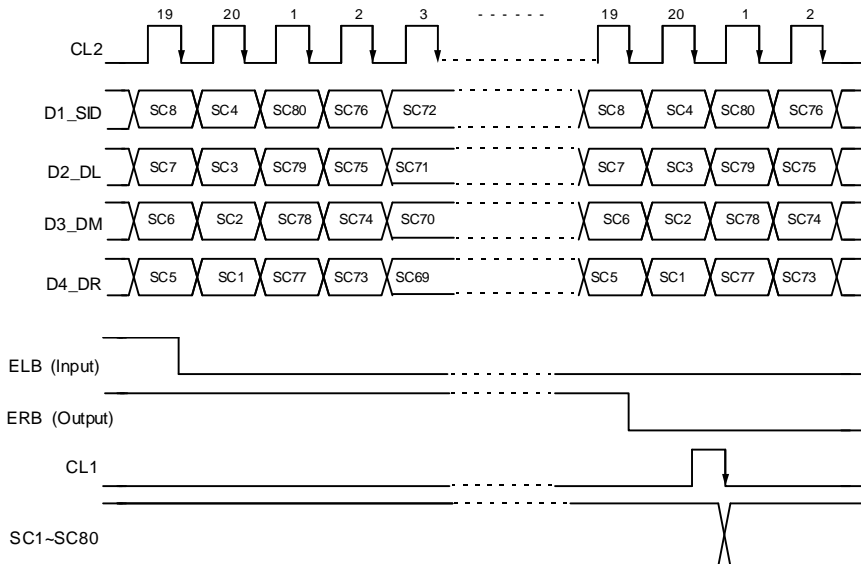 19 20 1 2 3 19 20 1 2
CL2
D1_SID SC8 SC4 SC80 SC76 SC72 SC8 SC4 SC80 SC76
D2_DL SC7 SC3 SC79 SC75 SC71 SC7 SC3 SC79 SC75
D3_DM SC6 SC2 SC78 SC74 SC70 SC6 SC2 SC78 SC74
D4_DR SC5 SC1 SC77 SC73 SC69 SC5 SC1 SC77 SC73
ELB (Input)
ERB (Output)
CL1
SC1~SC80